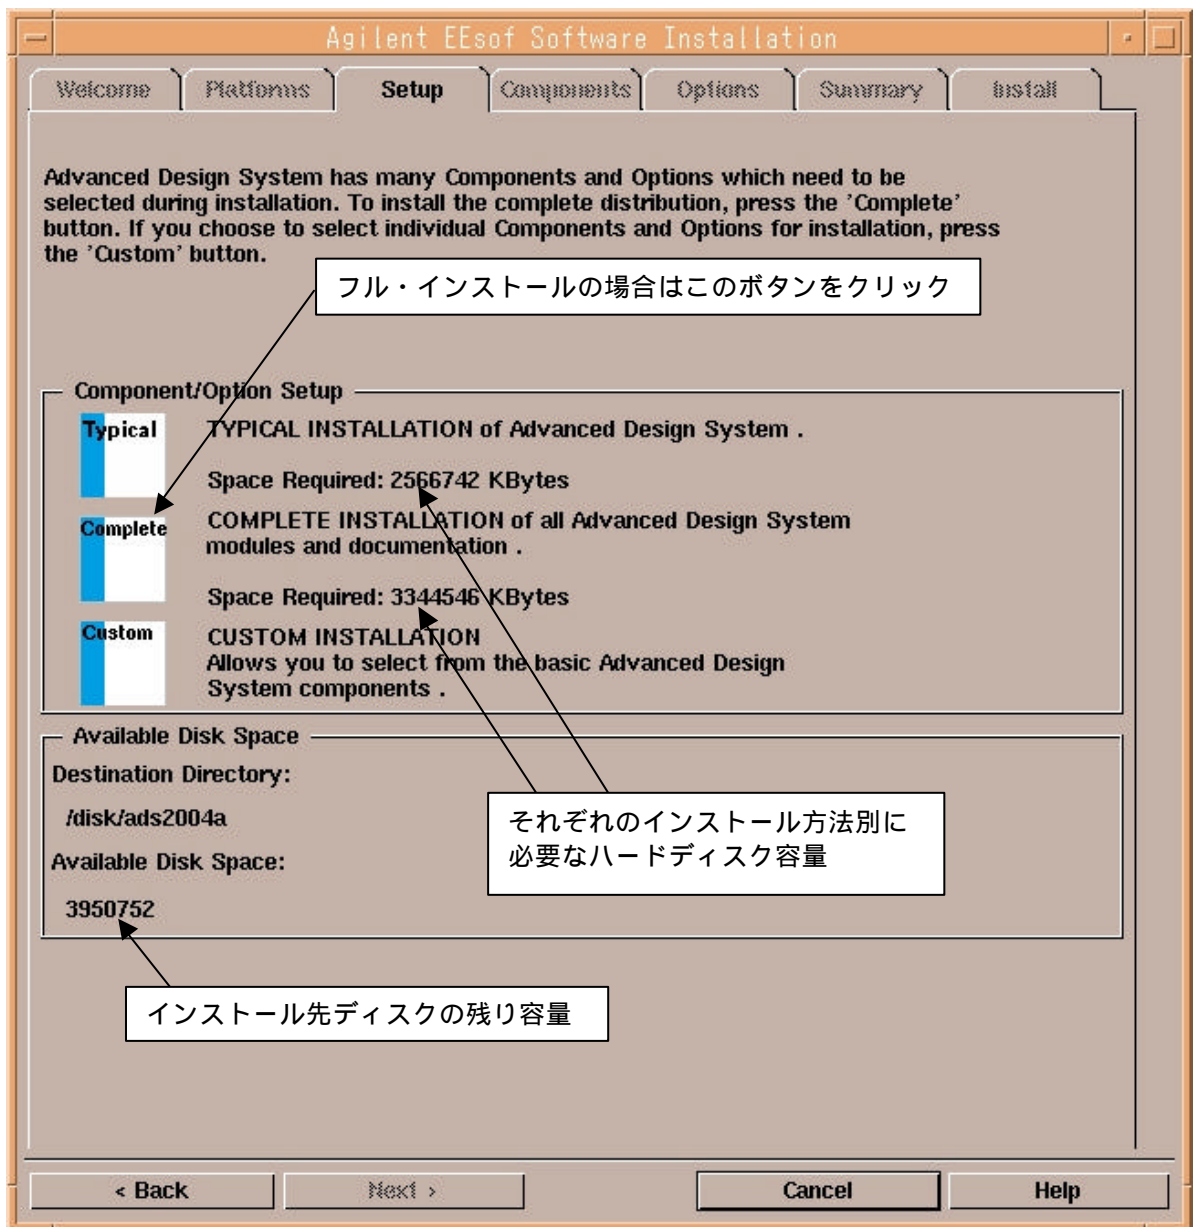 Agilent EEsof Software Installation
Welcome Platforms Setup Components Options Summary Install
Advanced Design System has many Components and Options which need to be
selected during installation. To install the complete distribution, press the 'Complete'
button. If you choose to select individual Components and Options for installation, press
the 'Custom' button.
フル・インストールの場合はこのボタンをクリック
Component/Option Setup
Typical
TYPICAL INSTALLATION of Advanced Design System .
Space Required: 2566742 KBytes
Complete
COMPLETE INSTALLATION of all Advanced Design System
modules and documentation .
Space Required: 3344546 KBytes
Custom
CUSTOM INSTALLATION
Allows you to select from the basic Advanced Design
System components .
Available Disk Space
Destination Directory:
/disk/ads2004a
それぞれのインストール方法別に
必要なハードディスク容量
Available Disk Space:
3950752
インストール先ディスクの残り容量
< Back Next > Cancel Help